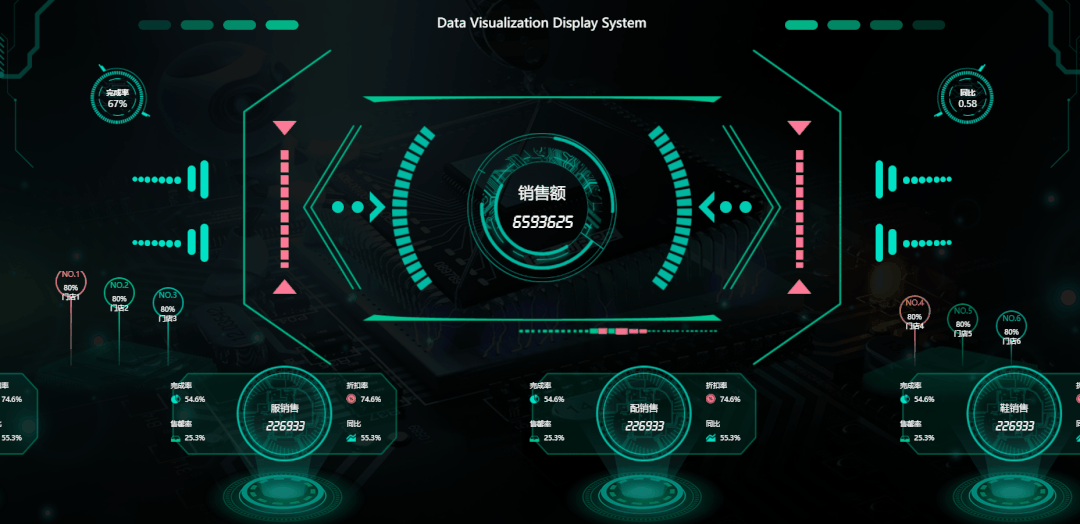 Data Visualization Display System
完成率
67%
同比
0.58
销售额
6593625
NO.1
80%
门店1
NO.2
80%
门店2
NO.3
80%
门店3
NO.4
80%
门店4
NO.5
80%
门店5
NO.6
80%
门店6
74.6%
55.3%
完成率
54.6%
售罄率
25.3%
服销售
226933
折扣率
74.6%
同比
55.3%
完成率
54.6%
售罄率
25.3%
配销售
226933
折扣率
74.6%
同比
55.3%
完成率
54.6%
售罄率
25.3%
鞋销售
226933